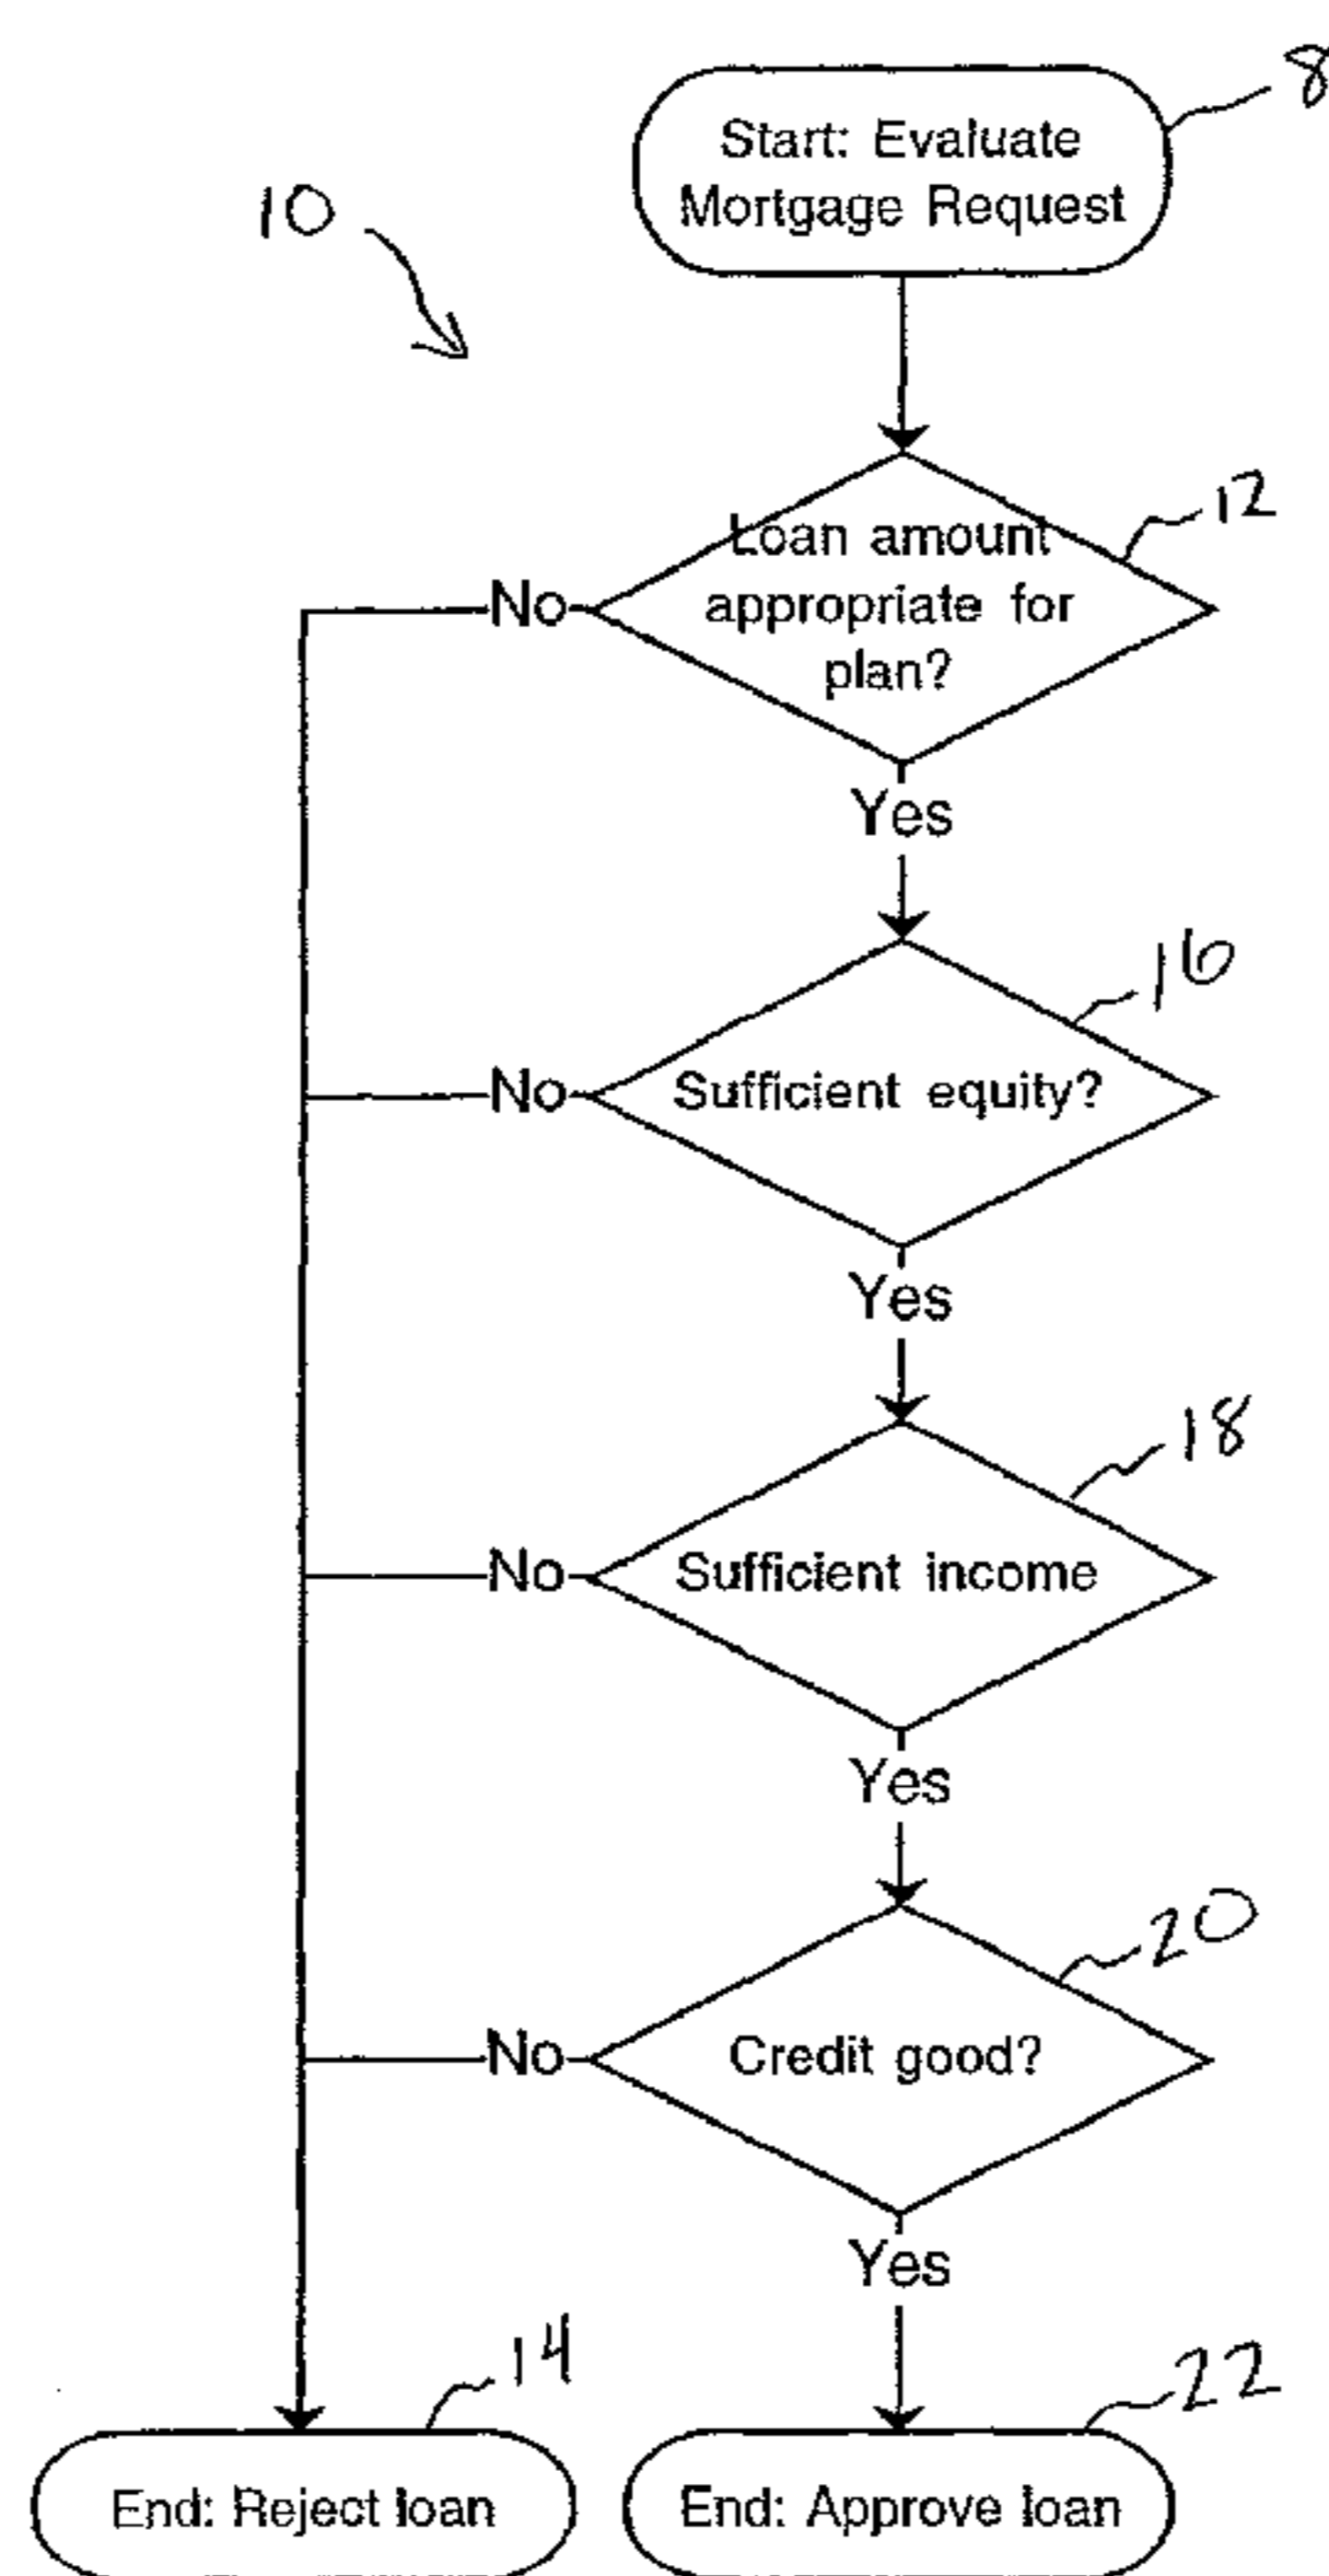 8
Start: Evaluate
Mortgage Request
10
12
Loan amount
appropriate for
plan?
No
Yes
16
Sufficient equity?
No
Yes
18
Sufficient income
No
Yes
20
Credit good?
No
Yes
14
22
End: Reject loan
End: Approve loan